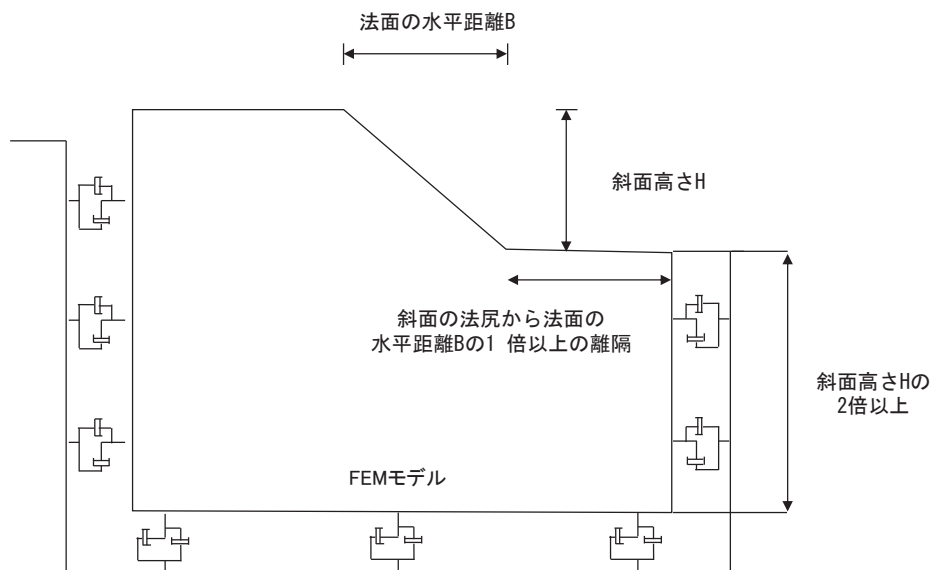 法面の水平距離B
斜面高さH
斜面の法尻から法面の
水平距離Bの1 倍以上の離隔
斜面高さHの
2倍以上
FEMモデル